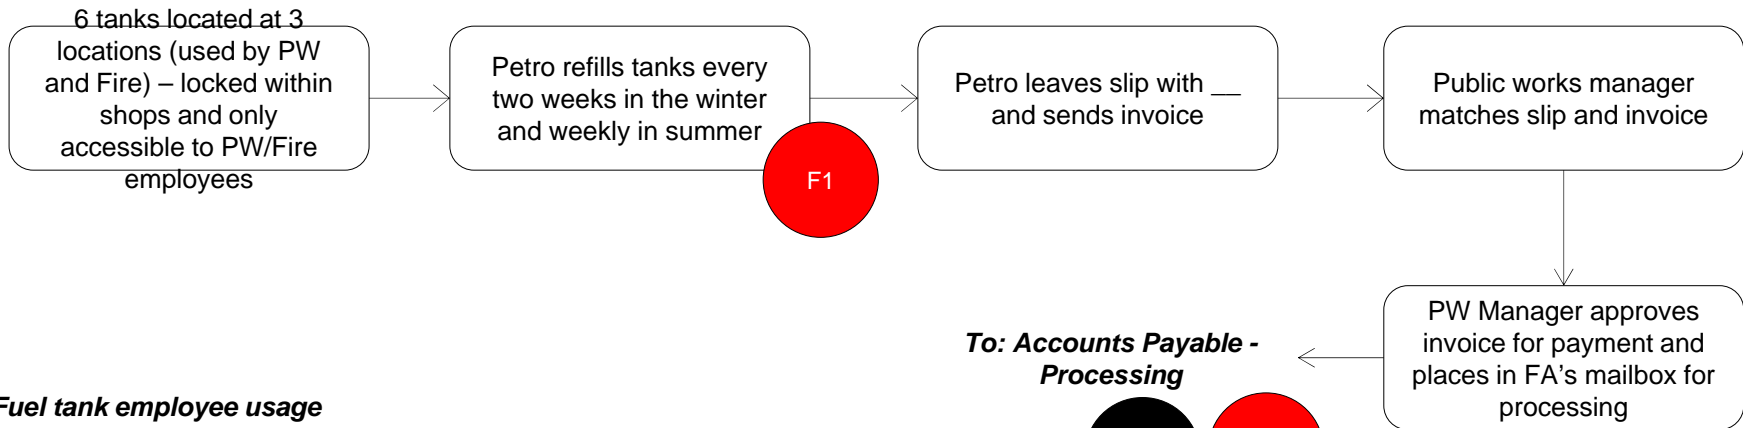 6 tanks located at 3
locations (used by PW
and Fire) – locked within
shops and only
accessible to PW/Fire
employees
Petro refills tanks every
two weeks in the winter
and weekly in summer
F1
Petro leaves slip with __
and sends invoice
Public works manager
matches slip and invoice
PW Manager approves
invoice for payment and
places in FA's mailbox for
processing
To: Accounts Payable -
Processing
Fuel tank employee usage